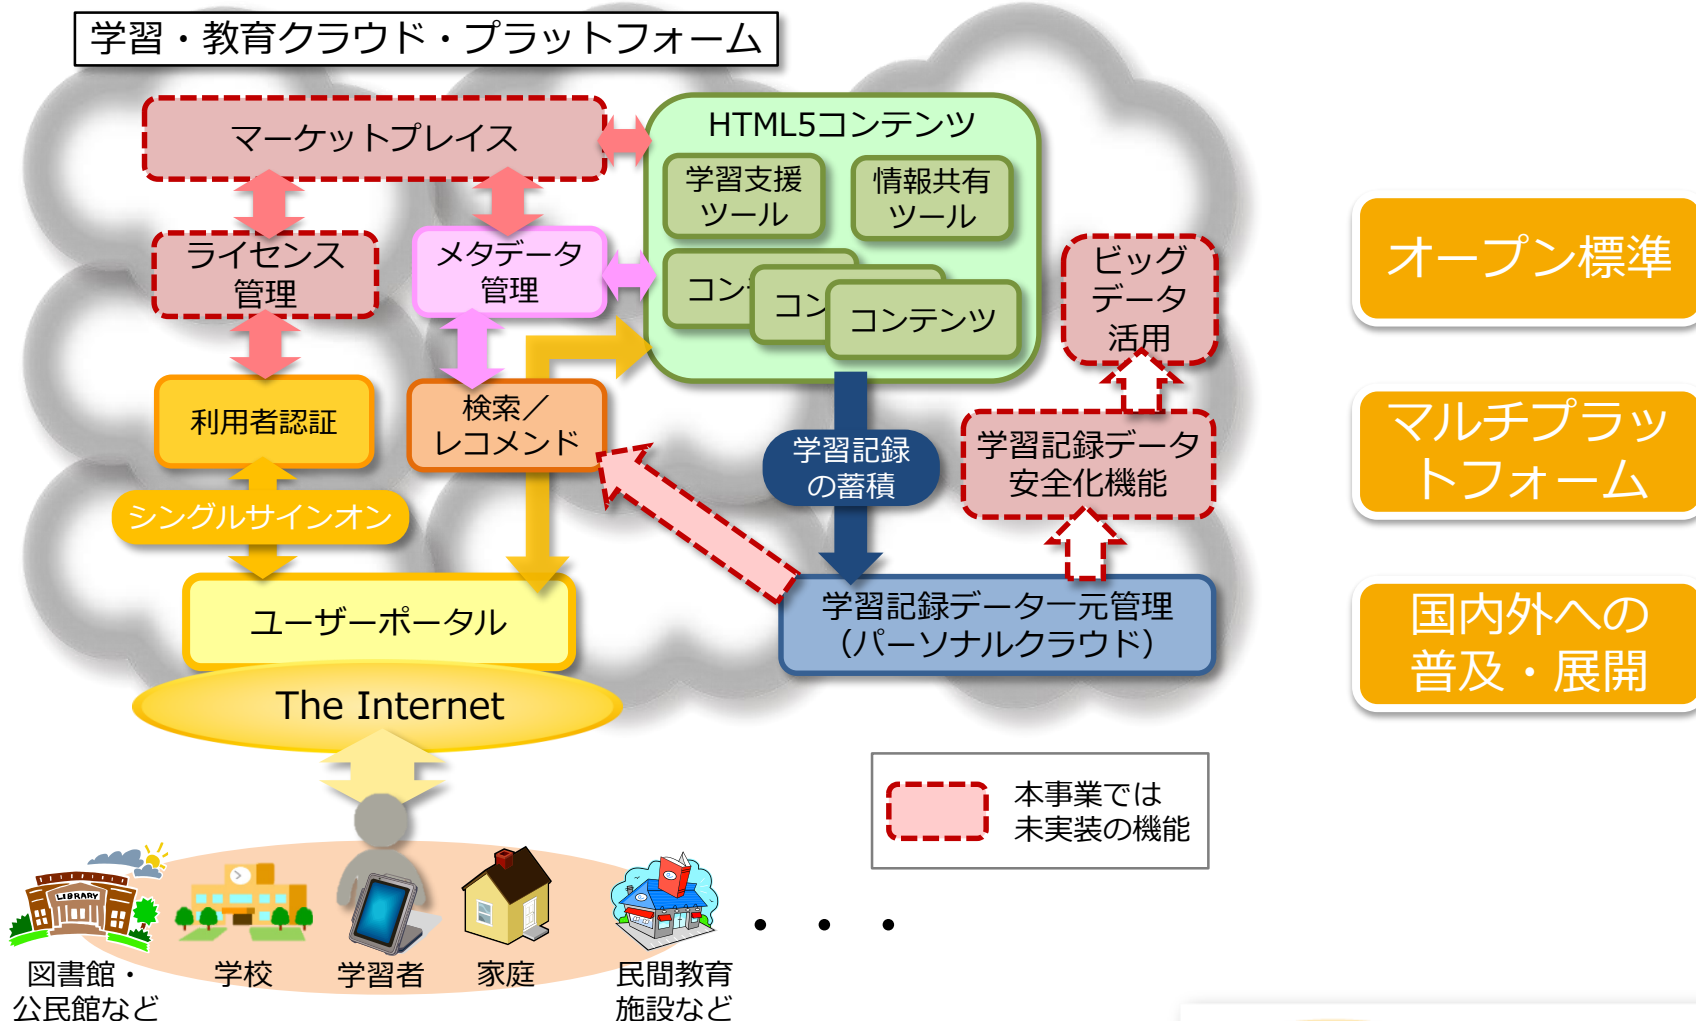 学習・教育クラウド・プラットフォーム
マーケットプレイス
HTML5コンテンツ
学習支援
ツール
情報共有
ツール
ライセンス
管理
メタデータ
管理
コン
コン
コンテンツ
ビッグ
データ
活用
オープン標準
利用者認証
検索／
レコメンド
学習記録
の蓄積
学習記録データ
安全化機能
マルチプラッ
トフォーム
シングルサインオン
ユーザーポータル
学習記録データ一元管理
（パーソナルクラウド）
国内外への
普及・展開
The Internet
本事業では
未実装の機能
LIBRARY
図書館・
公民館など
学校
学習者
家庭
民間教育
施設など
・・・